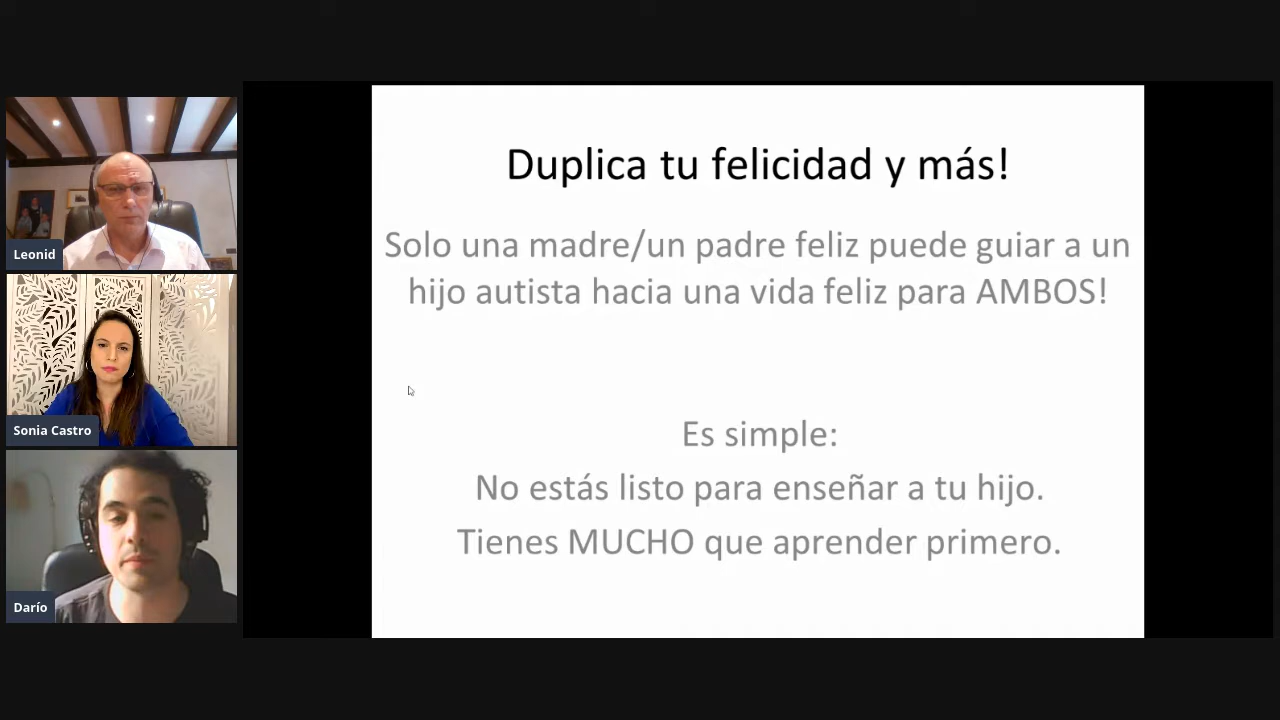 Leonid
Sonia Castro
Darío
Duplica tu felicidad y más!
Solo una madre/un padre feliz puede guiar a un
hijo autista hacia una vida feliz para AMBOS!
Es simple:
No estás listo para enseñar a tu hijo.
Tienes MUCHO que aprender primero.